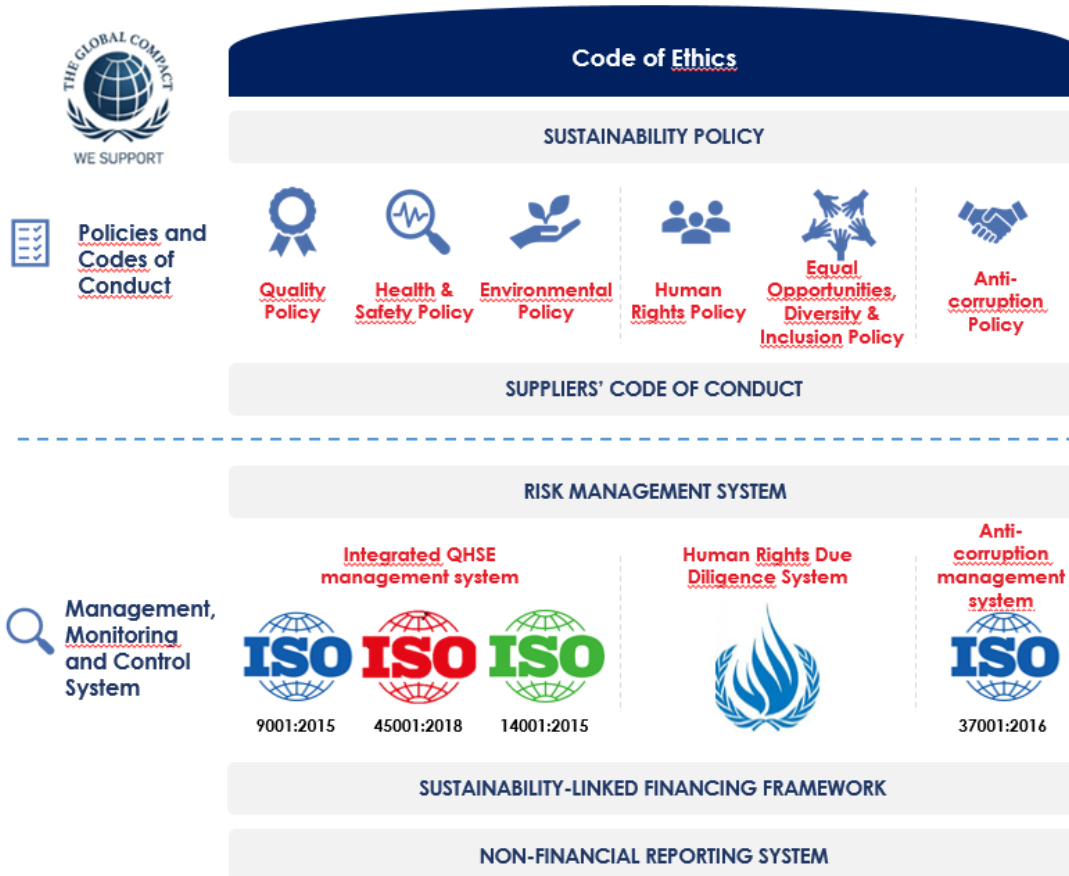 THE GLOBAL COMPACT
WE SUPPORT
Code of Ethics
SUSTAINABILITY POLICY
Policies and
Codes of
Conduct
Quality
Policy
Health &
Safety Policy
Environmental
Policy
Human
Rights Policy
Equal
Opportunities,
Diversity &
Inclusion Policy
Anti-
corruption
Policy
SUPPLIERS' CODE OF CONDUCT
RISK MANAGEMENT SYSTEM
Management,
Monitoring
and Control
System
Integrated QHSE
management system
ISO
9001:2015
ISO
45001:2018
ISO
14001:2015
Human Rights Due
Diligence System
Anti-
corruption
management
system
ISO
37001:2016
SUSTAINABILITY-LINKED FINANCING FRAMEWORK
NON-FINANCIAL REPORTING SYSTEM